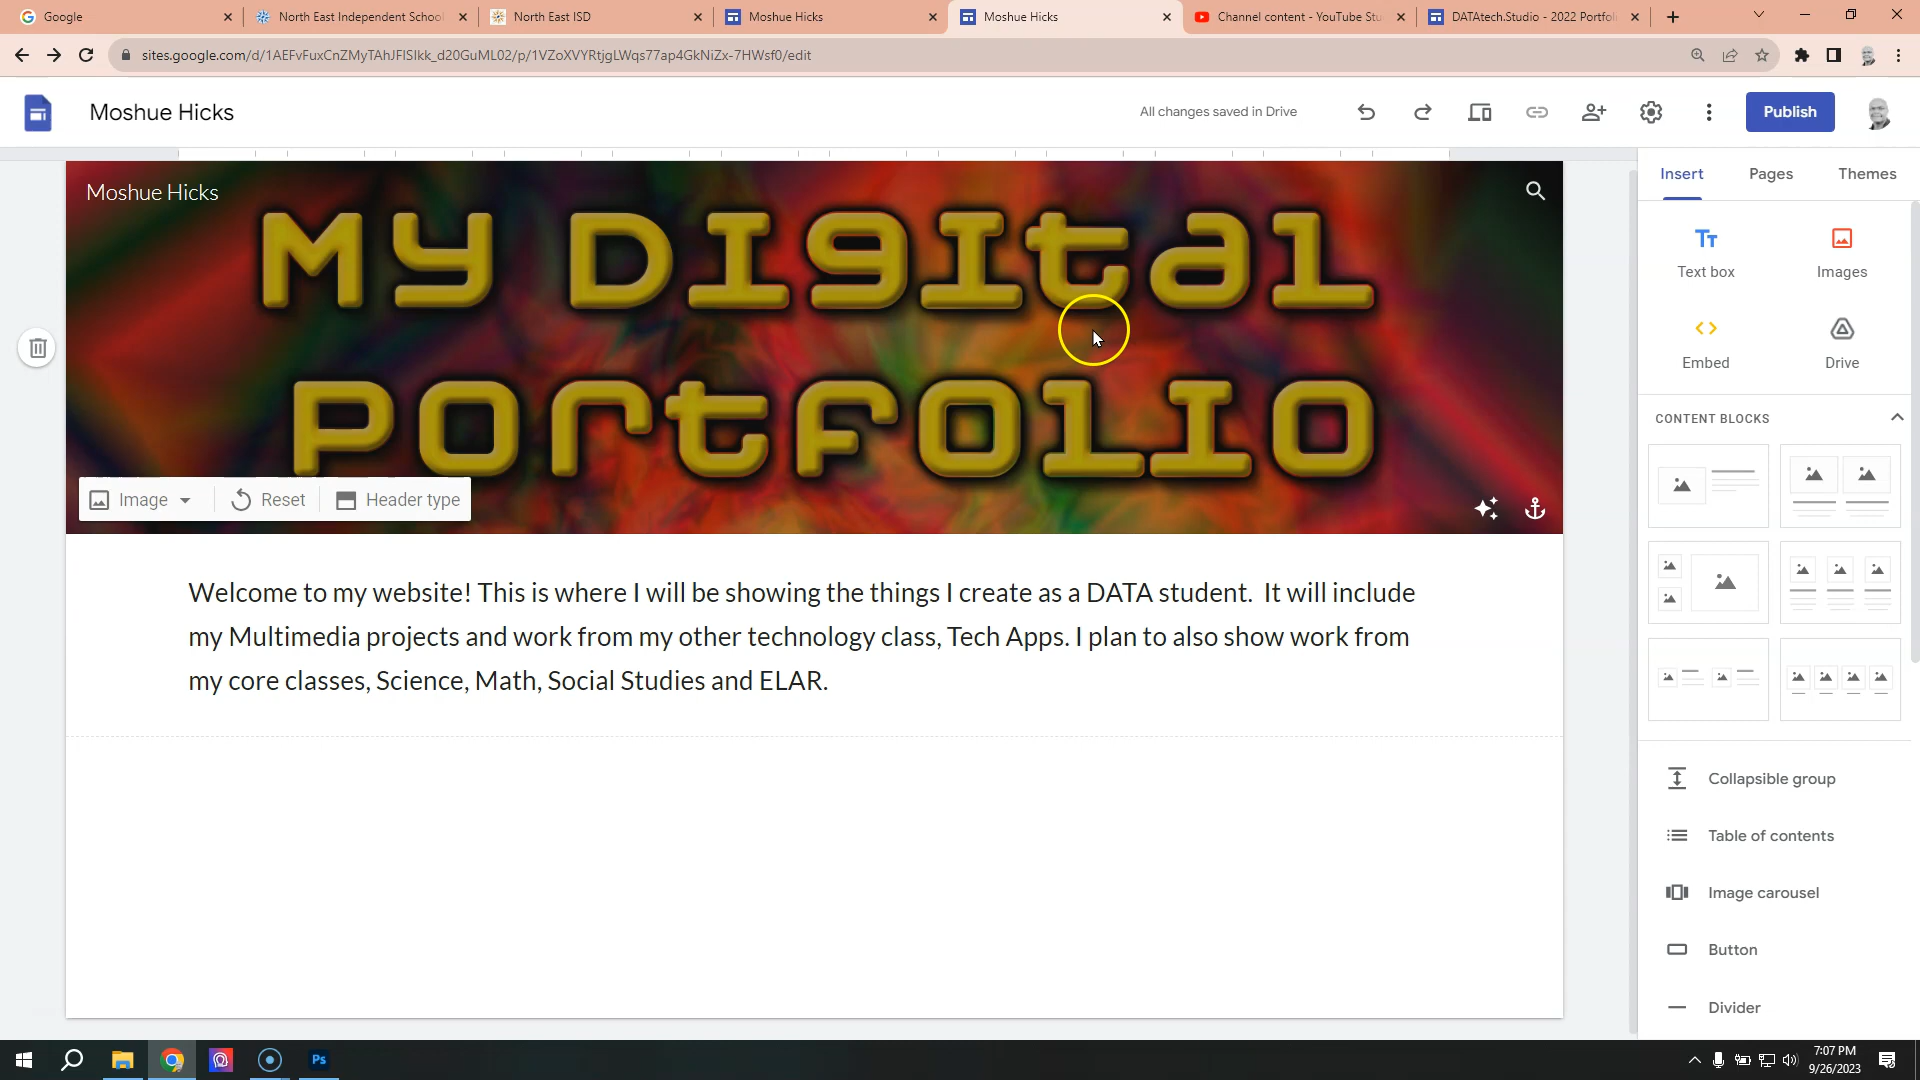 Google
North East Independent School
North East ISD
Moshue Hicks
Moshue Hicks
Channel content - YouTube Stu
DATAtech.Studio - 2022 Portfoli
sites.google.com/d/1AEFvFuxCnZMyTAhJFISIkk_d20GuML02/p/1VZoXVYRtjgLWqs77ap4GkNiZx-7HWsf0/edit
Moshue Hicks
All changes saved in Drive
Publish
Insert
Pages
Themes
Moshue Hicks
My Digital
Portfolio
Tt
Text box
Images
Embed
Drive
CONTENT BLOCKS
Image
Reset
Header type
Welcome to my website! This is where I will be showing the things I create as a DATA student. It will include
my Multimedia projects and work from my other technology class, Tech Apps. I plan to also show work from
my core classes, Science, Math, Social Studies and ELAR.
Collapsible group
Table of contents
Image carousel
Button
Divider
Ps
7:07 PM
9/26/2023